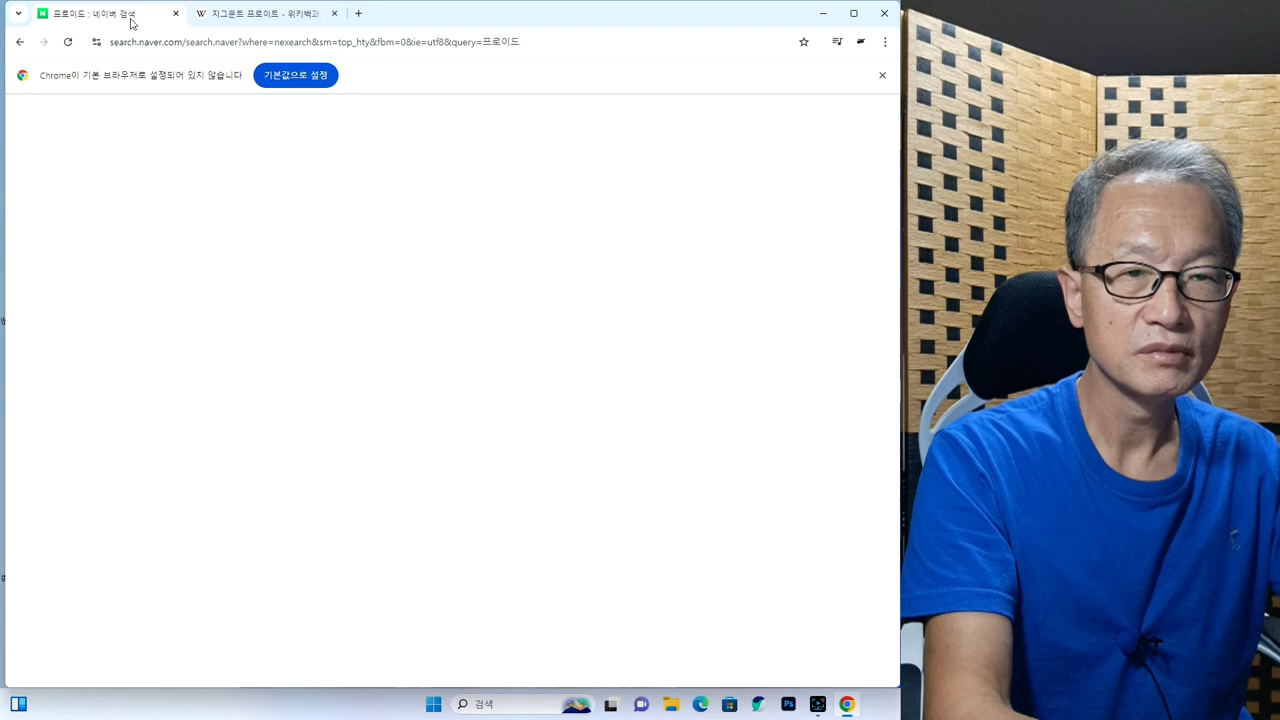 프로이드 : 네이버 검색
지그문트 프로이트 - 위키백과
search.naver.com/search.naver?where=nexearch&sm=top_hty&fbm=0&ie=utf8&query=프로이드
Chrome이 기본 브라우저로 설정되어 있지 않습니다
기본값으로 설정
검색
Ps